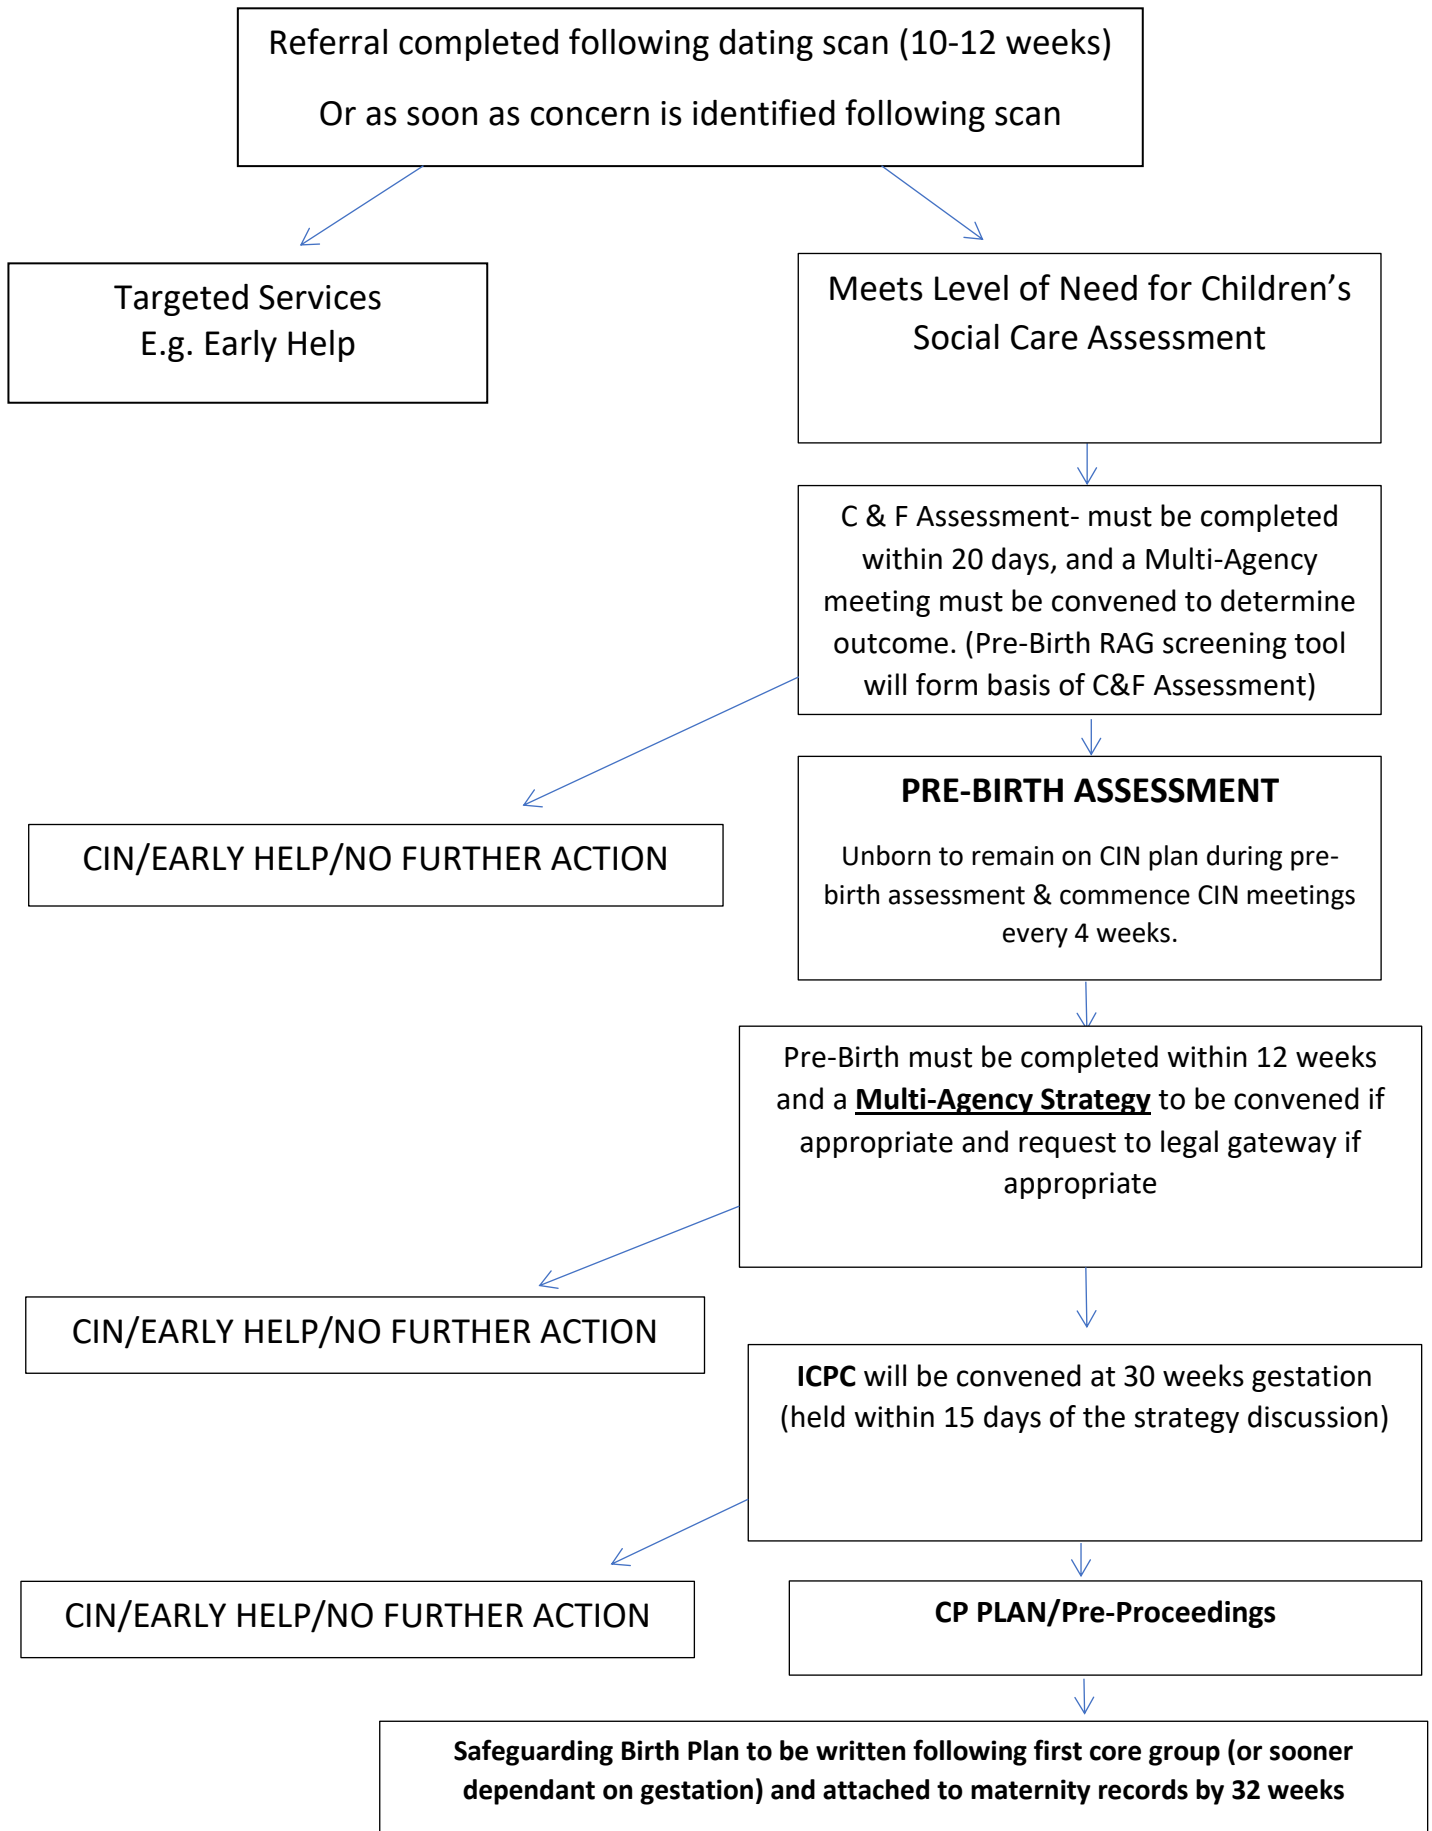 Referral completed following dating scan (10-12 weeks)
Or as soon as concern is identified following scan
Targeted Services
E.g. Early Help
Meets Level of Need for Children’s
Social Care Assessment
C & F Assessment- must be completed
within 20 days, and a Multi-Agency
meeting must be convened to determine
outcome. (Pre-Birth RAG screening tool
will form basis of C&F Assessment)
CIN/EARLY HELP/NO FURTHER ACTION
PRE-BIRTH ASSESSMENT
Unborn to remain on CIN plan during pre-
birth assessment & commence CIN meetings
every 4 weeks.
Pre-Birth must be completed within 12 weeks
and a Multi-Agency Strategy to be convened if
appropriate and request to legal gateway if
appropriate
CIN/EARLY HELP/NO FURTHER ACTION
ICPC will be convened at 30 weeks gestation
(held within 15 days of the strategy discussion)
CIN/EARLY HELP/NO FURTHER ACTION
CP PLAN/Pre-Proceedings
Safeguarding Birth Plan to be written following first core group (or sooner
dependant on gestation) and attached to maternity records by 32 weeks